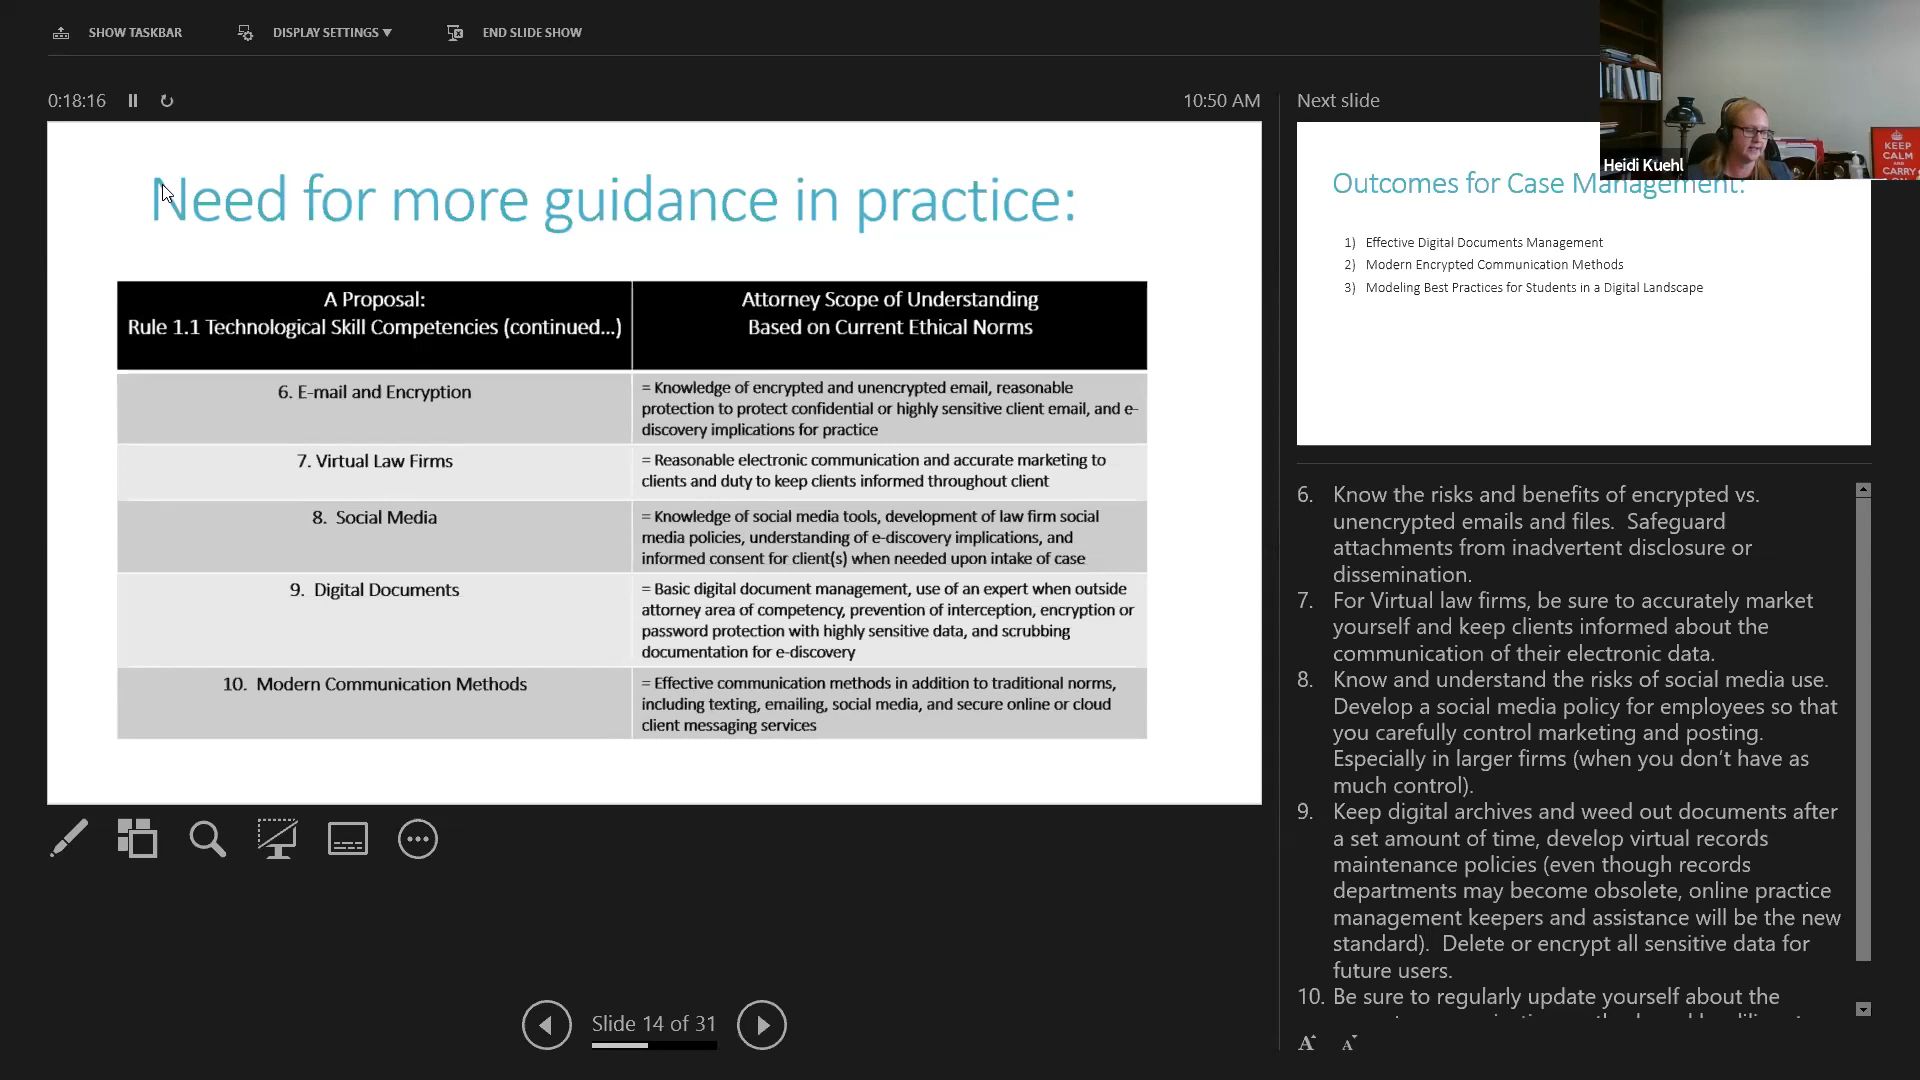 SHOW TASKBAR
DISPLAY SETTINGS ▼
END SLIDE SHOW
0:18:16
10:50 AM
Need for more guidance in practice:
A Proposal:
Rule 1.1 Technological Skill Competencies (continued...)
Attorney Scope of Understanding
Based on Current Ethical Norms
6. E-mail and Encryption
= Knowledge of encrypted and unencrypted email, reasonable
protection to protect confidential or highly sensitive client email, and e-
discovery implications for practice
7. Virtual Law Firms
= Reasonable electronic communication and accurate marketing to
clients and duty to keep clients informed throughout client
8. Social Media
= Knowledge of social media tools, development of law firm social
media policies, understanding of e-discovery implications, and
informed consent for client(s) when needed upon intake of case
9. Digital Documents
= Basic digital document management, use of an expert when outside
attorney area of competency, prevention of interception, encryption or
password protection with highly sensitive data, and scrubbing
documentation for e-discovery
10. Modern Communication Methods
= Effective communication methods in addition to traditional norms,
including texting, emailing, social media, and secure online or cloud
client messaging services
Slide 14 of 31
Next slide
Heidi Kuehl
KEEP
CALM
AND
CARRY
Outcomes for Case Management:
1) Effective Digital Documents Management
2) Modern Encrypted Communication Methods
3) Modeling Best Practices for Students in a Digital Landscape
6. Know the risks and benefits of encrypted vs.
unencrypted emails and files. Safeguard
attachments from inadvertent disclosure or
dissemination.
7. For Virtual law firms, be sure to accurately market
yourself and keep clients informed about the
communication of their electronic data.
8. Know and understand the risks of social media use.
Develop a social media policy for employees so that
you carefully control marketing and posting.
Especially in larger firms (when you don't have as
much control).
9. Keep digital archives and weed out documents after
a set amount of time, develop virtual records
maintenance policies (even though records
departments may become obsolete, online practice
management keepers and assistance will be the new
standard). Delete or encrypt all sensitive data for
future users.
10. Be sure to regularly update yourself about the
A A